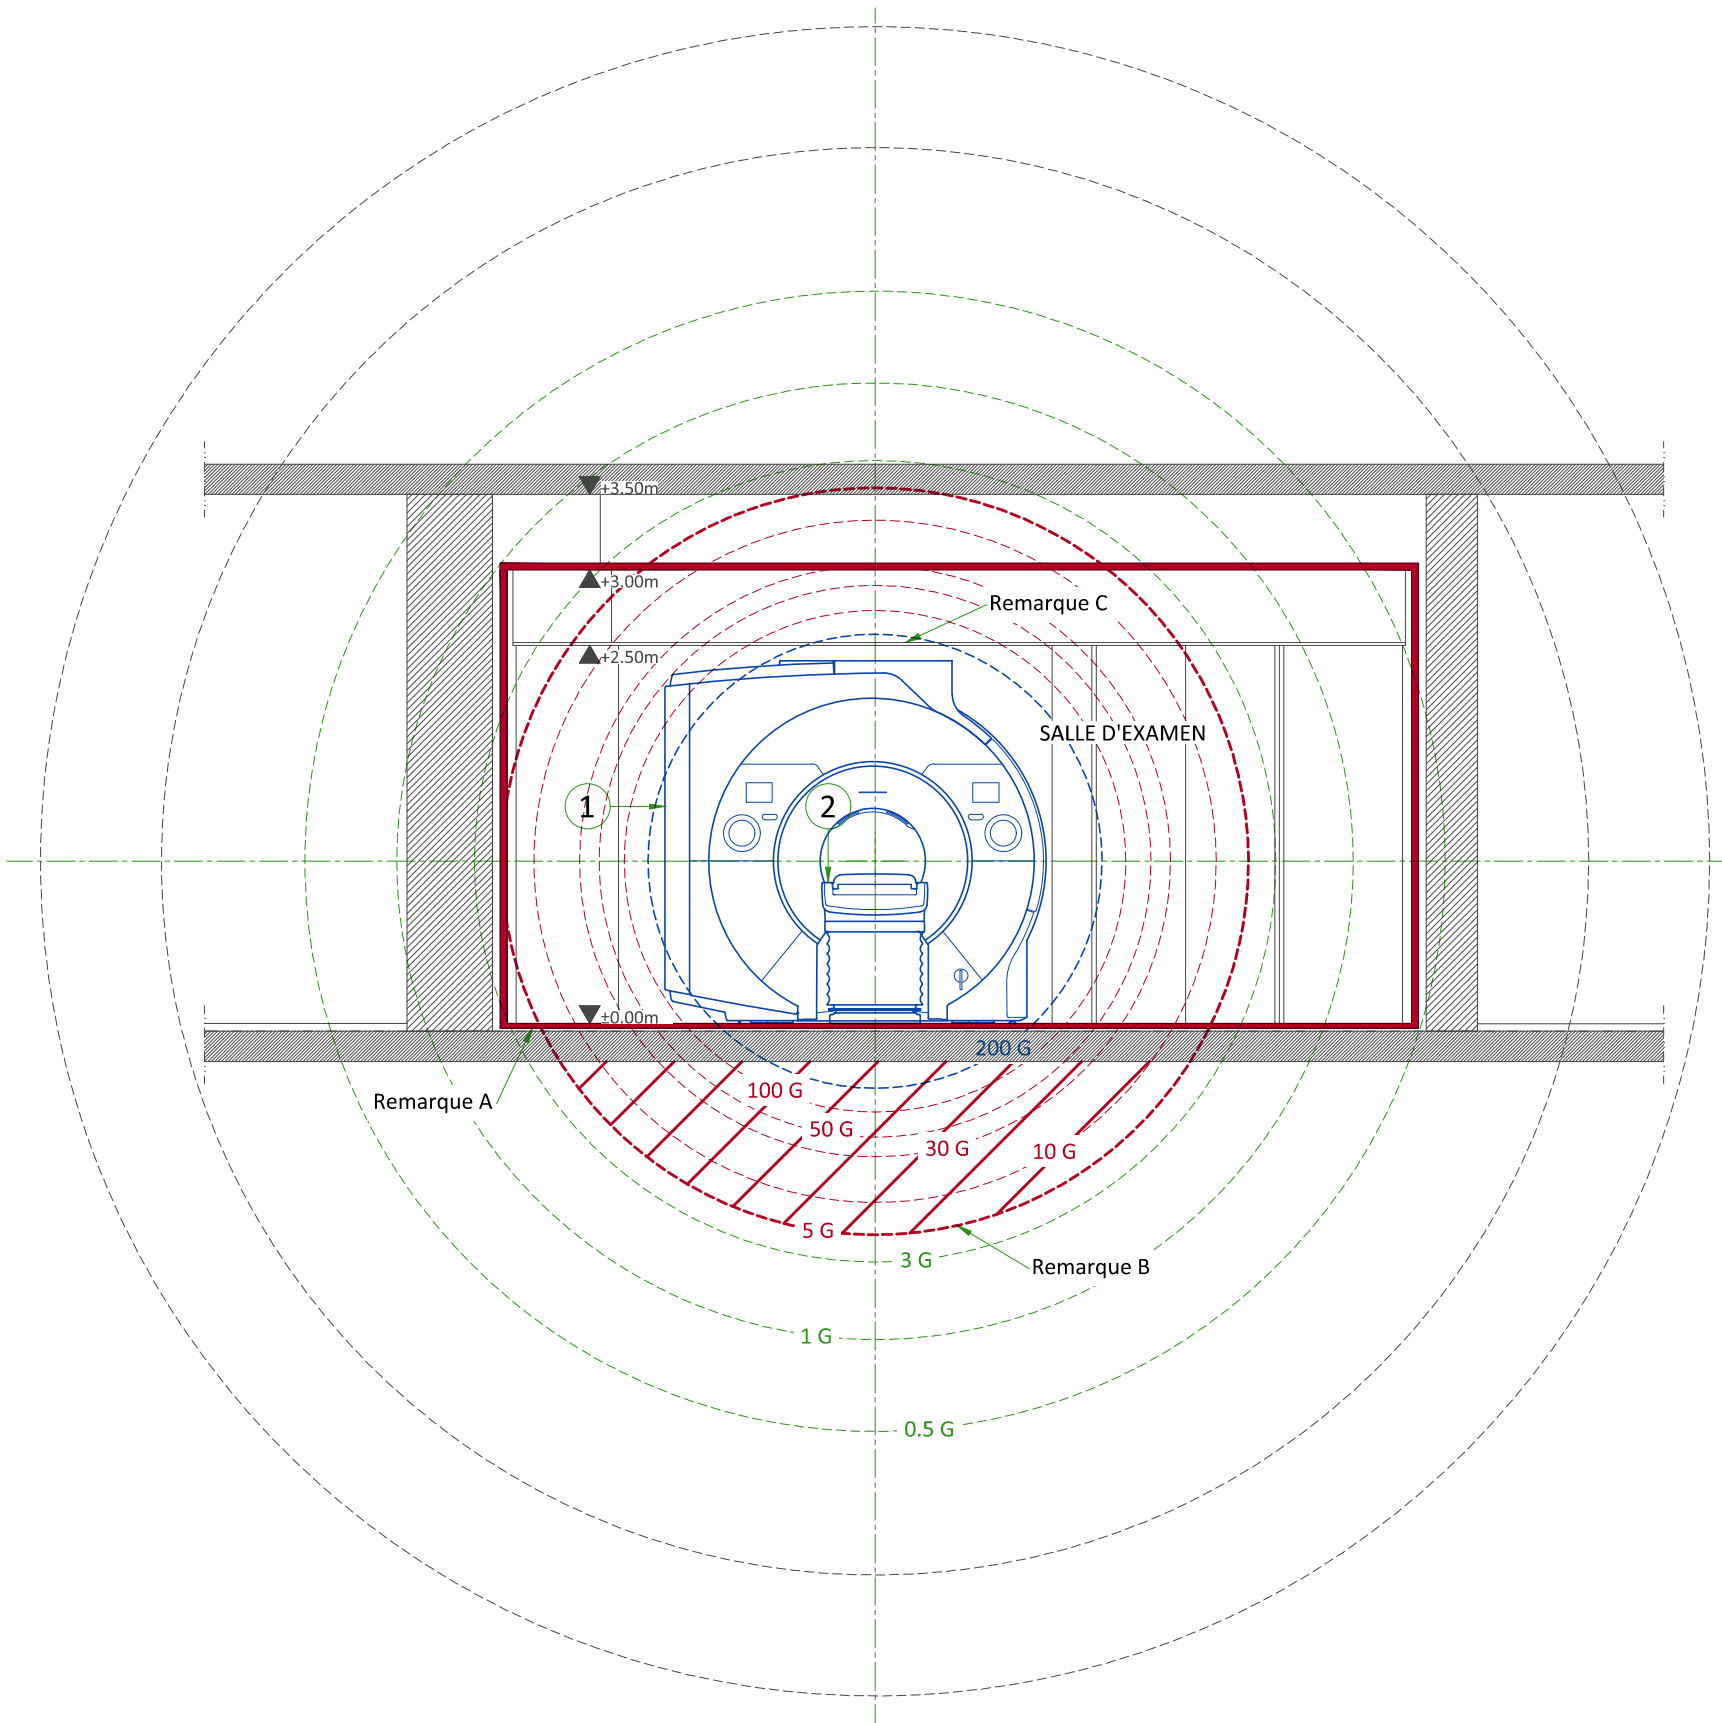 +3.50m
+3.00m
Remarque C
+2.50m
SALLE D'EXAMEN
1
2
+0.00m
200 G
100 G
Remarque A
50 G
30 G
10 G
5 G
3 G
Remarque B
1 G
0.5 G